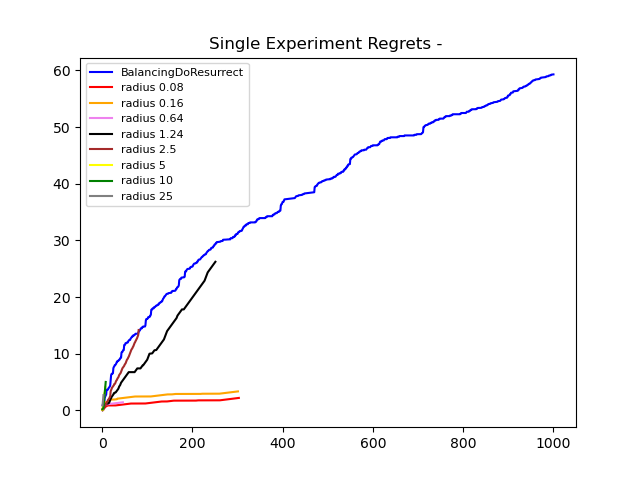 Single Experiment Regrets -
60
50
40
30
20
10
0
BalancingDoResurrect
radius 0.08
radius 0.16
radius 0.64
radius 1.24
radius 2.5
radius 5
radius 10
radius 25
0 200 400 600 800 1000